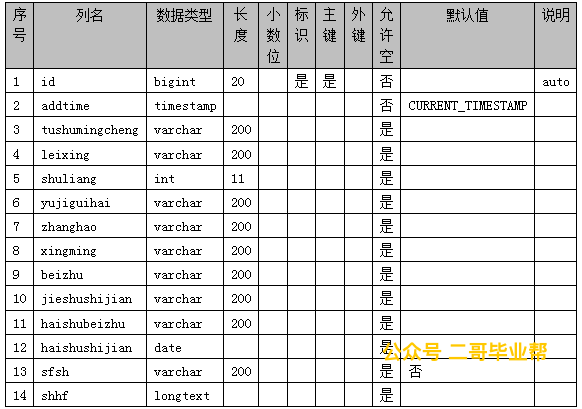 序号 列名 数据类型 长度 小数位 标识 主键 外键 允许空 默认值 说明
1 id bigint 20 是 是 否 auto
2 addtime timestamp 否 CURRENT_TIMESTAMP
3 tushumingcheng varchar 200 是
4 leixing varchar 200 是
5 shuliang int 11 是
6 yujiguihai varchar 200 是
7 zhanghao varchar 200 是
8 xingming varchar 200 是
9 beizhu varchar 200 是
10 jieshushijian varchar 200 是
11 haishubeizhu varchar 200 是
12 haishushijian date 是
公众号 二哥毕业帮
13 sfsh varchar 200 是 否
14 shhf longtext 是